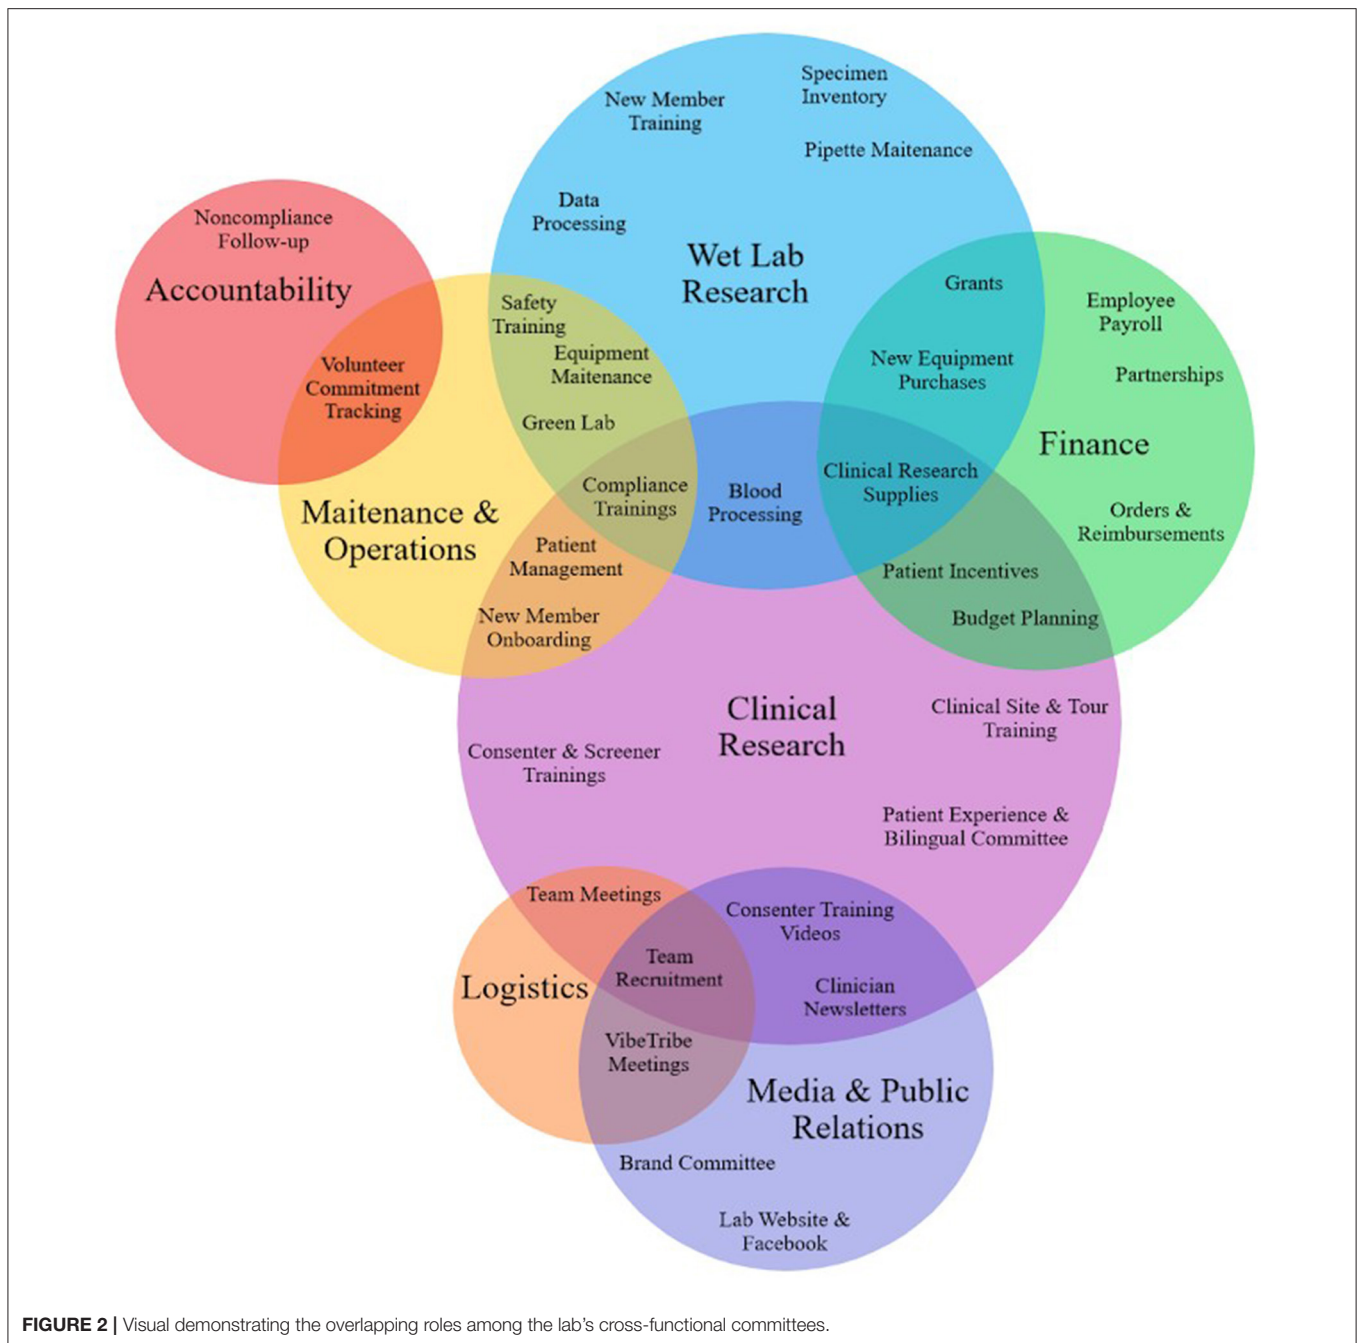 New Member
Training
Specimen
Inventory
Pipette Maitenance
Data
Processing
Wet Lab
Research
Noncompliance
Follow-up
Accountability
Volunteer
Commitment
Tracking
Safety
Training
Equipment
Maitenance
Green Lab
Grants
New Equipment
Purchases
Employee
Payroll
Partnerships
Finance
Orders &
Reimbursements
Maitenance &
Operations
Compliance
Trainings
Blood
Processing
Clinical Research
Supplies
Patient
Management
New Member
Onboarding
Patient Incentives
Budget Planning
Clinical
Research
Clinical Site & Tour
Training
Consenter & Screener
Trainings
Patient Experience &
Bilingual Committee
Team Meetings
Consenter Training
Videos
Team
Recruitment
Logistics
Clinician
Newsletters
VibeTribe
Meetings
Media & Public
Relations
Brand Committee
Lab Website &
Facebook
FIGURE 2 | Visual demonstrating the overlapping roles among the lab's cross-functional committees.